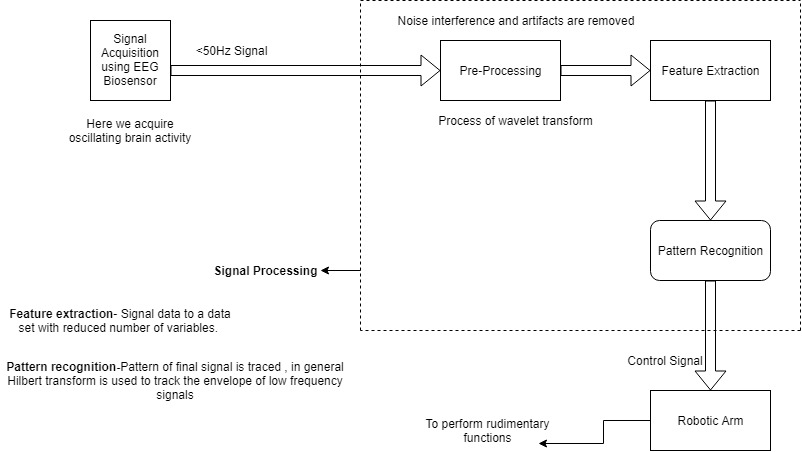 Noise interference and artifacts are removed
Signal
Acquisition
using EEG
Biosensor
<50Hz Signal
Pre-Processing
Feature Extraction
Here we acquire
oscillating brain activity
Process of wavelet transform
Pattern Recognition
Signal Processing
Feature extraction- Signal data to a data
set with reduced number of variables.
Pattern recognition-Pattern of final signal is traced , in general
Hilbert transform is used to track the envelope of low frequency
signals
Control Signal
Robotic Arm
To perform rudimentary
functions